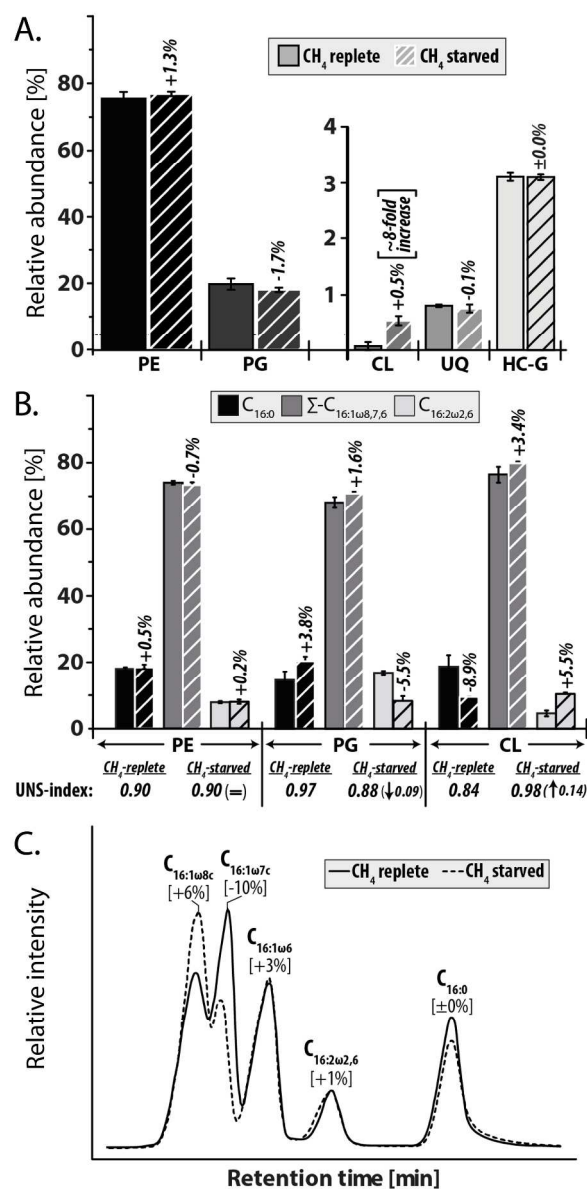 A.
CH₄ replete CH₄ starved
Relative abundance [%]
80
60
40
20
0
4
3
1
+1.3%
-1.7%
[~8-fold increase]
+0.5%
-0.1%
±0.0%
PE PG CL UQ HC-G
B.
C16:0 Σ-C16:1ω8,7,6 C16:2ω2,6
Relative abundance [%]
80
60
40
20
0
+0.5% -0.7% +0.2% +3.8% +1.6% -5.5% -8.9% +3.4% +5.5%
PE PG CL
CH₄-replete CH₄-starved CH₄-replete CH₄-starved CH₄-replete CH₄-starved
UNS-index: 0.90 0.90 (=) 0.97 0.88 (↓0.09) 0.84 0.98 (↑0.14)
C.
CH₄ replete CH₄ starved
Relative intensity
C16:1ω8c
[+6%]
C16:1ω7c
[-10%]
C16:1ω6
[+3%]
C16:2ω2,6
[+1%]
C16:0
[±0%]
Retention time [min]